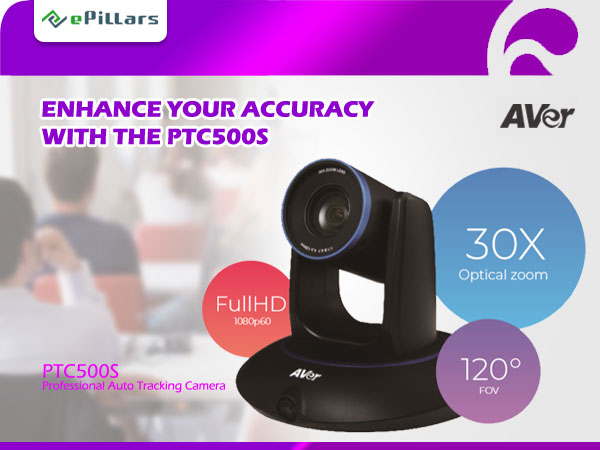 ePillars
ENHANCE YOUR ACCURACY
WITH THE PTC500S
AVer
30X
Optical zoom
FullHD
1080p60
120°
FOV
PTC500S
Professional Auto Tracking Camera
AVer